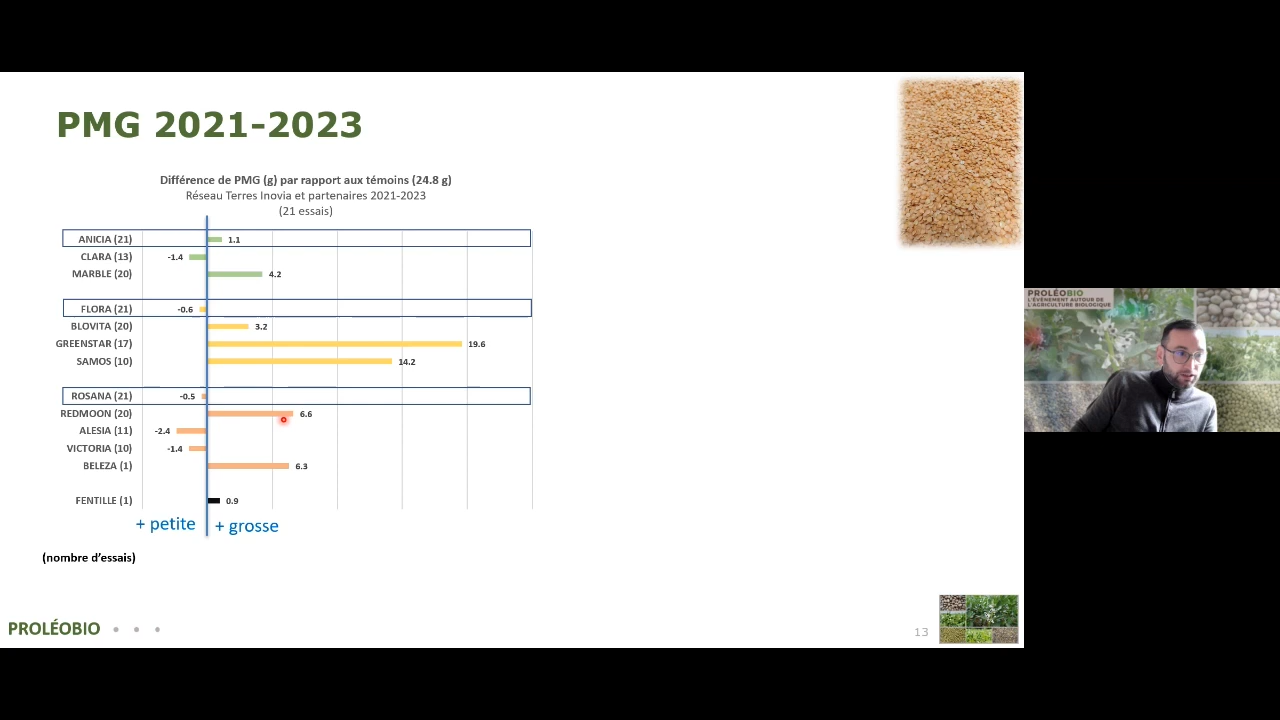 PMG 2021-2023
Différence de PMG (g) par rapport aux témoins (24.8 g)
Réseau Terres Inovia et partenaires 2021-2023
(21 essais)
ANICIA (21) 1.1
CLARA (13) -1.4
MARBLE (20) 4.2
FLORA (21) -0.6
BLOVITA (20) 3.2
GREENSTAR (17) 19.6
SAMOS (10) 14.2
ROSANA (21) -0.5
REDMOON (20) 6.6
ALESIA (11) -2.4
VICTORIA (10) -1.4
BELEZA (1) 6.3
FENTILLE (1) 0.9
+ petite + grosse
(nombre d'essais)
PROLÉOBIO
13
PROLÉOBIO
L'ÉVÉNEMENT AUTOUR DE
L'AGRICULTURE BIOLOGIQUE